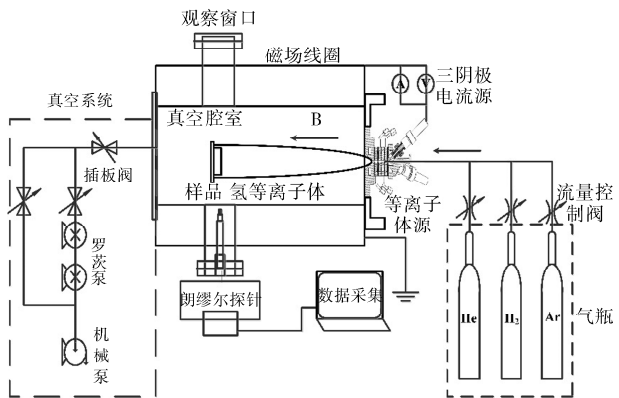 观察窗口
磁场线圈
三阴极
电流源
A
V
真空系统
真空腔室
B
插板阀
样品 氢等离子体
等离子
体源
流量控
制阀
罗茨泵
朗缪尔探针
数据采集
机械泵
He
H₂
Ar
气瓶